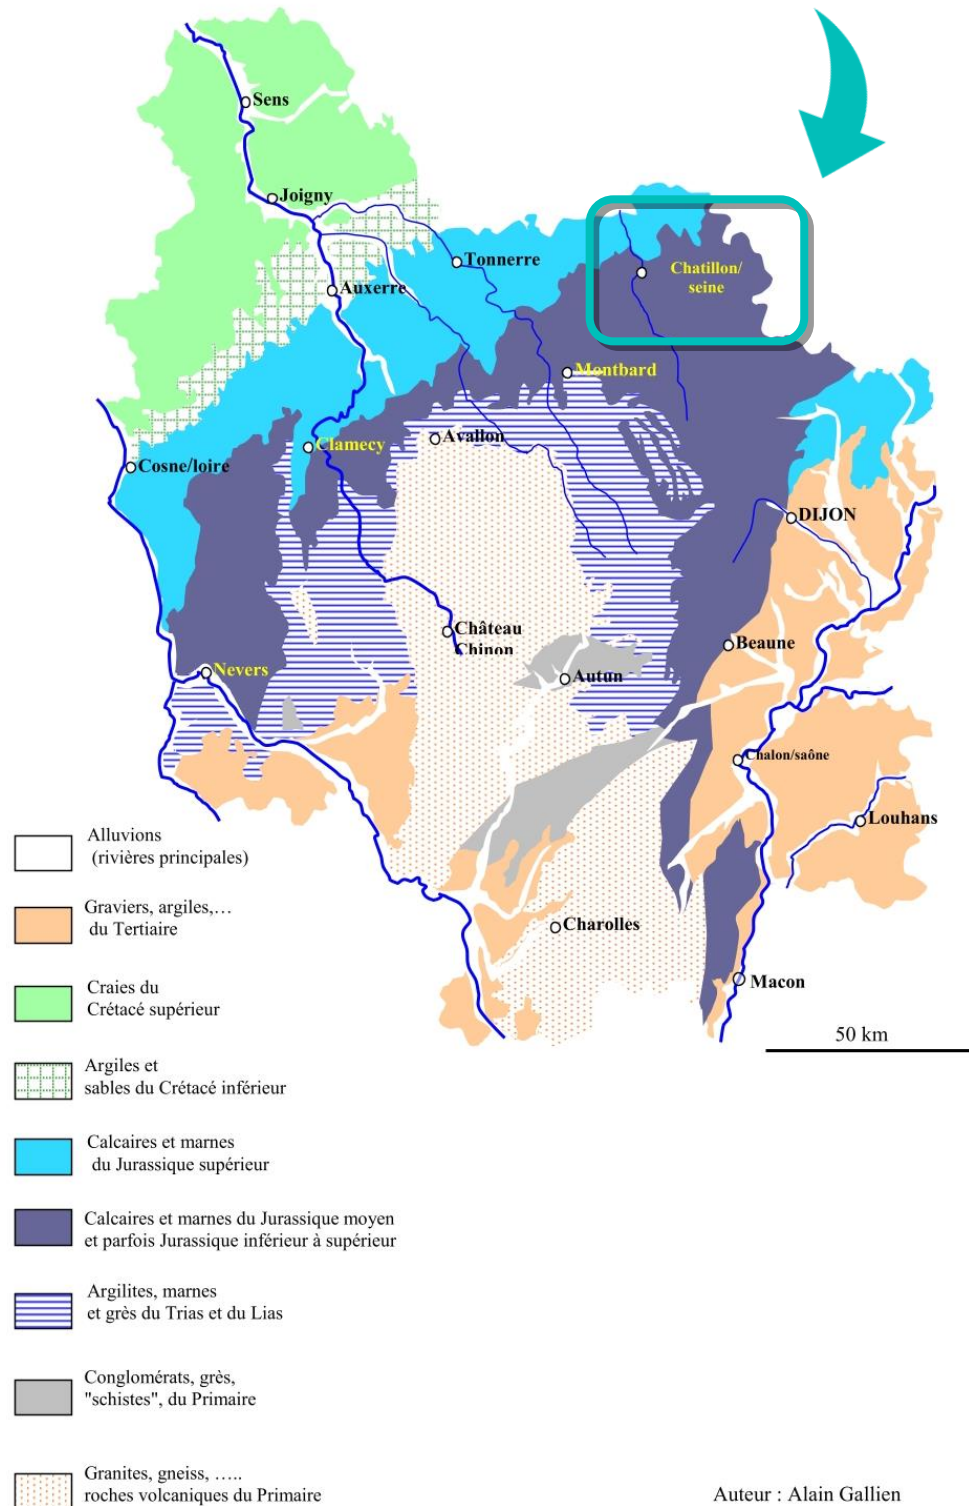 Sens
Joigny
Tonnerre
Chatillon/
seine
Auxerre
Montbard
Avallon
Clamecy
Cosne/loire
DIJON
Château
Chinon
Beaune
Nevers
Autun
Chalon/saône
Louhans
Charolles
Macon
50 km
Alluvions
(rivières principales)
Graviers, argiles,…
du Tertiaire
Craies du
Crétacé supérieur
Argiles et
sables du Crétacé inférieur
Calcaires et marnes
du Jurassique supérieur
Calcaires et marnes du Jurassique moyen
et parfois Jurassique inférieur à supérieur
Argilites, marnes
et grès du Trias et du Lias
Conglomérats, grès,
"schistes", du Primaire
Granites, gneiss, …..
roches volcaniques du Primaire
Auteur : Alain Gallien